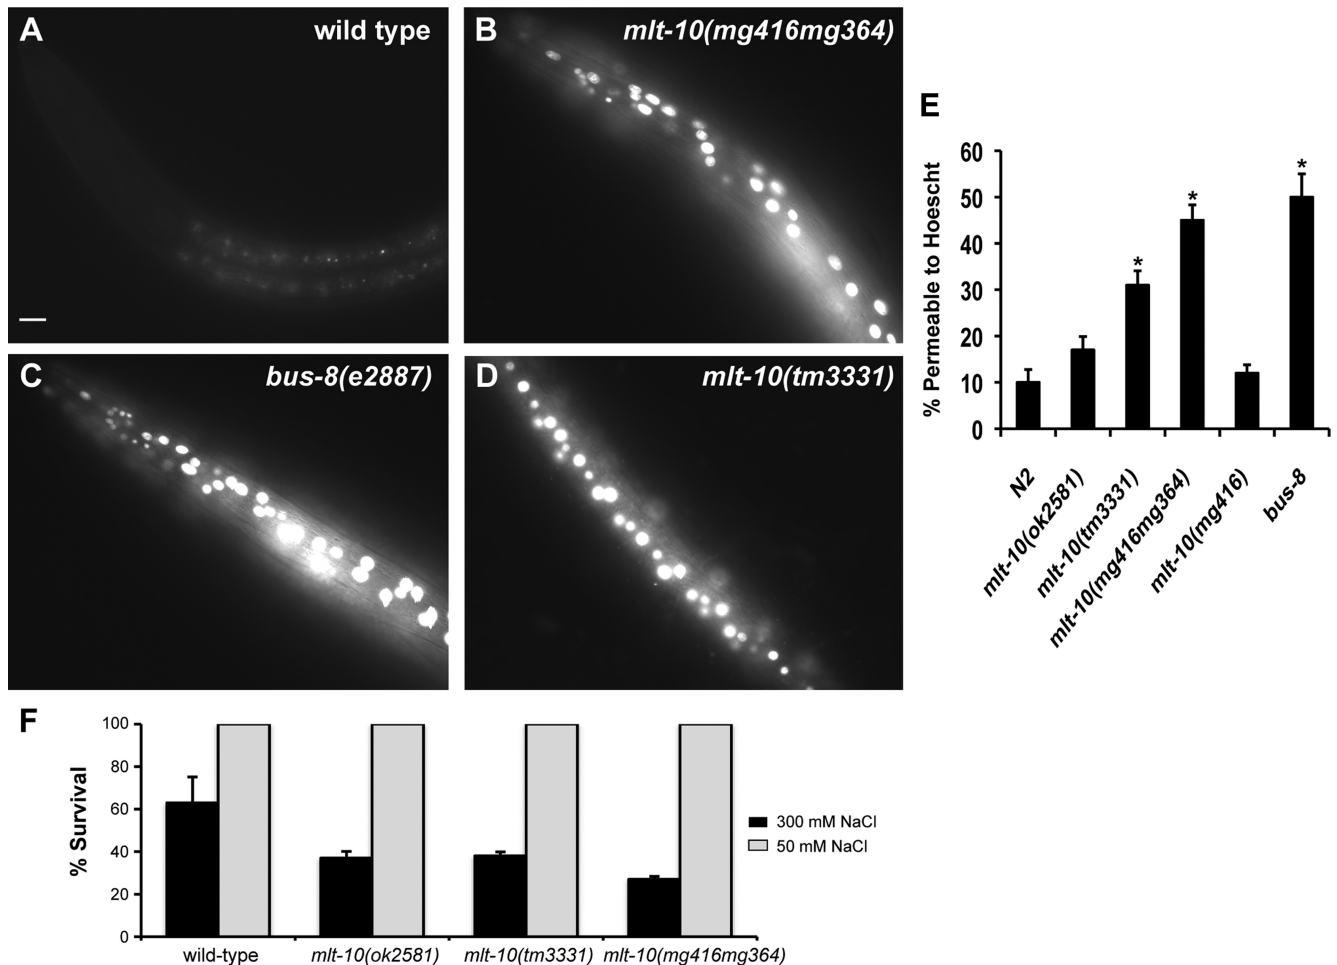 A
wild type
B
mlt-10(mg416mg364)
C
bus-8(e2887)
D
mlt-10(tm3331)
E
% Permeable to Hoescht
60
50
40
30
20
10
0
*
*
*
N2
mlt-10(ok2581)
mlt-10(tm3331)
mlt-10(mg416mg364)
mlt-10(mg416)
bus-8
F
% Survival
100
80
60
40
20
0
wild-type
mlt-10(ok2581)
mlt-10(tm3331)
mlt-10(mg416mg364)
300 mM NaCl
50 mM NaCl